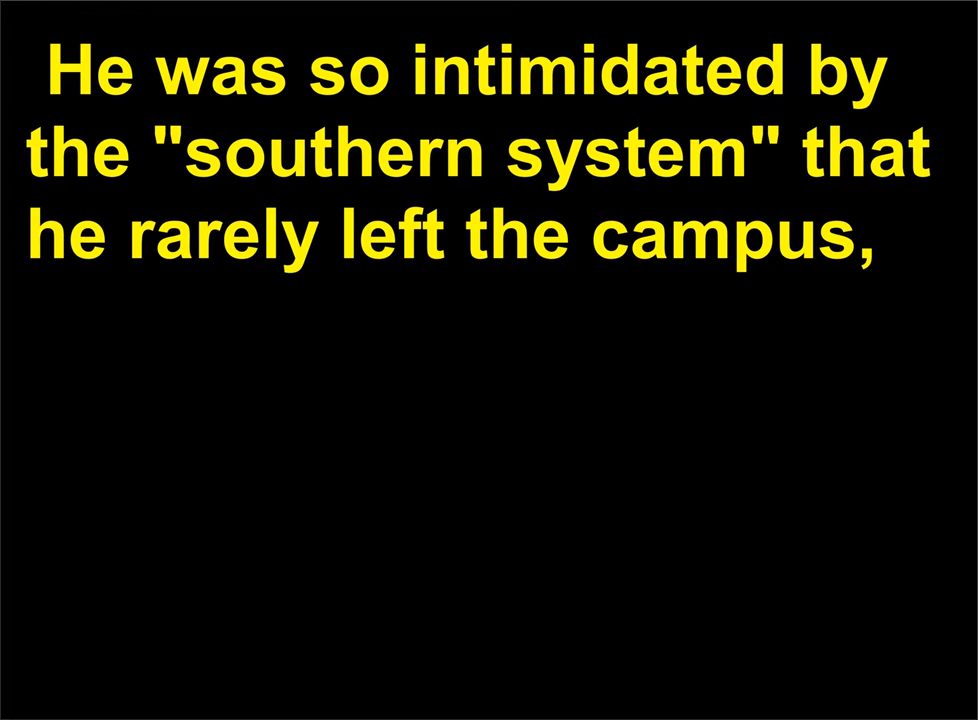 He was so intimidated by
the "southern system" that
he rarely left the campus,